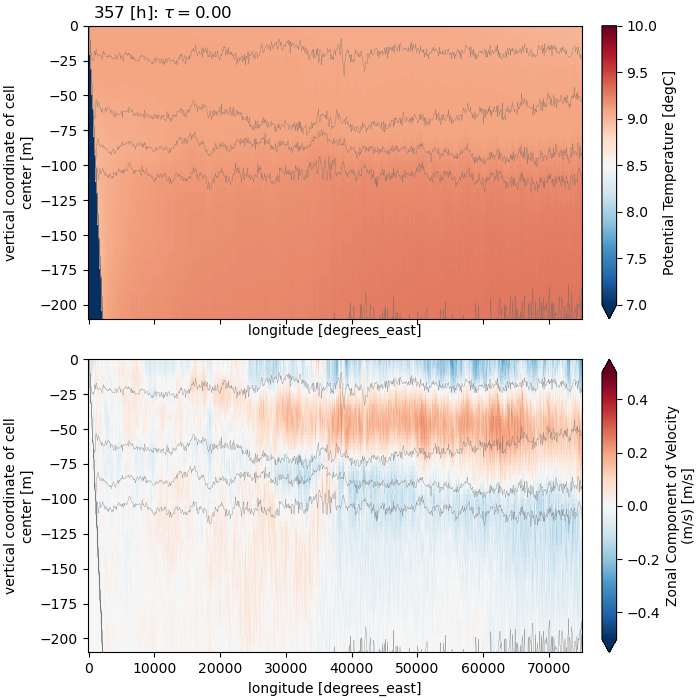 357 [h]: τ = 0.00
0
−25
−50
−75
−100
−125
−150
−175
−200
vertical coordinate of cell
center [m]
longitude [degrees_east]
10.0
9.5
9.0
8.5
8.0
7.5
7.0
Potential Temperature [degC]
0
−25
−50
−75
−100
−125
−150
−175
−200
vertical coordinate of cell
center [m]
0 10000 20000 30000 40000 50000 60000 70000
longitude [degrees_east]
0.4
0.2
0.0
−0.2
−0.4
Zonal Component of Velocity
(m/s) [m/s]